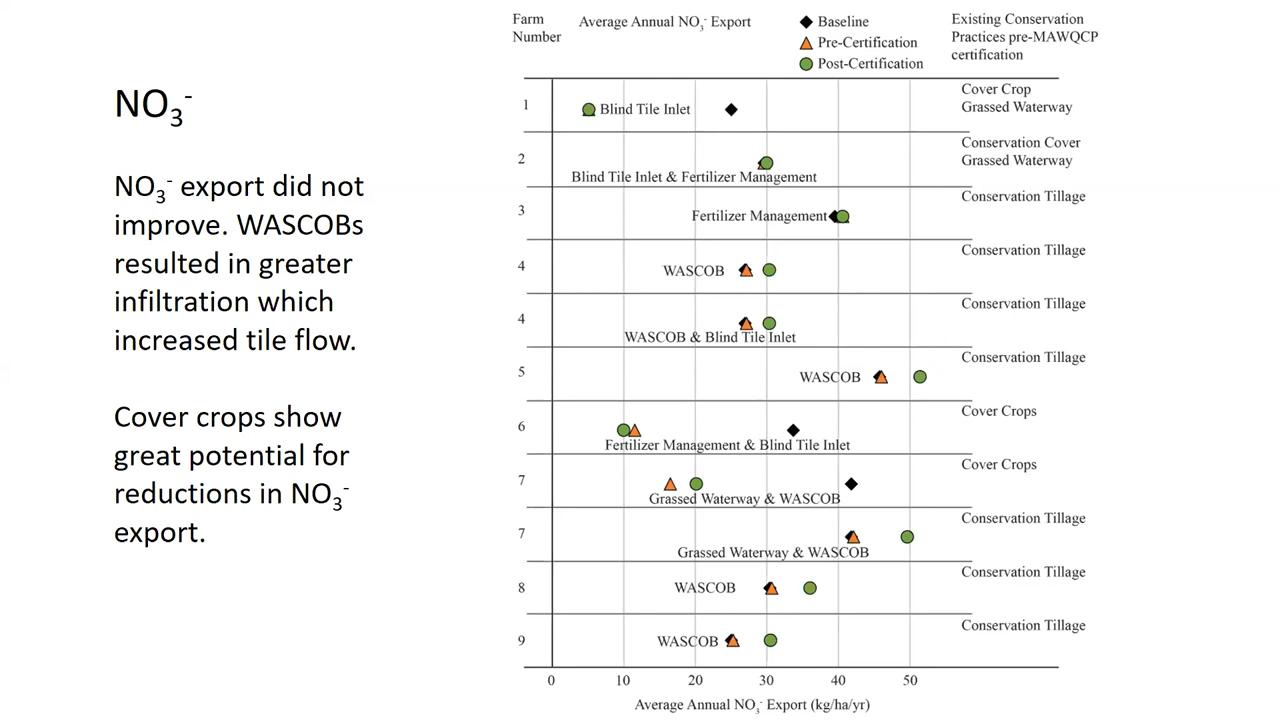 NO₃⁻
NO₃⁻ export did not
improve. WASCOBs
resulted in greater
infiltration which
increased tile flow.
Cover crops show
great potential for
reductions in NO₃⁻
export.
Farm
Number
Average Annual NO₃⁻ Export
Baseline
Pre-Certification
Post-Certification
Existing Conservation
Practices pre-MAWQCP
certification
1
Blind Tile Inlet
Cover Crop
Grassed Waterway
2
Blind Tile Inlet & Fertilizer Management
Conservation Cover
Grassed Waterway
3
Fertilizer Management
Conservation Tillage
4
WASCOB
Conservation Tillage
4
WASCOB & Blind Tile Inlet
Conservation Tillage
5
WASCOB
Conservation Tillage
6
Fertilizer Management & Blind Tile Inlet
Cover Crops
7
Grassed Waterway & WASCOB
Cover Crops
7
Grassed Waterway & WASCOB
Conservation Tillage
8
WASCOB
Conservation Tillage
9
WASCOB
Conservation Tillage
0 10 20 30 40 50
Average Annual NO₃⁻ Export (kg/ha/yr)